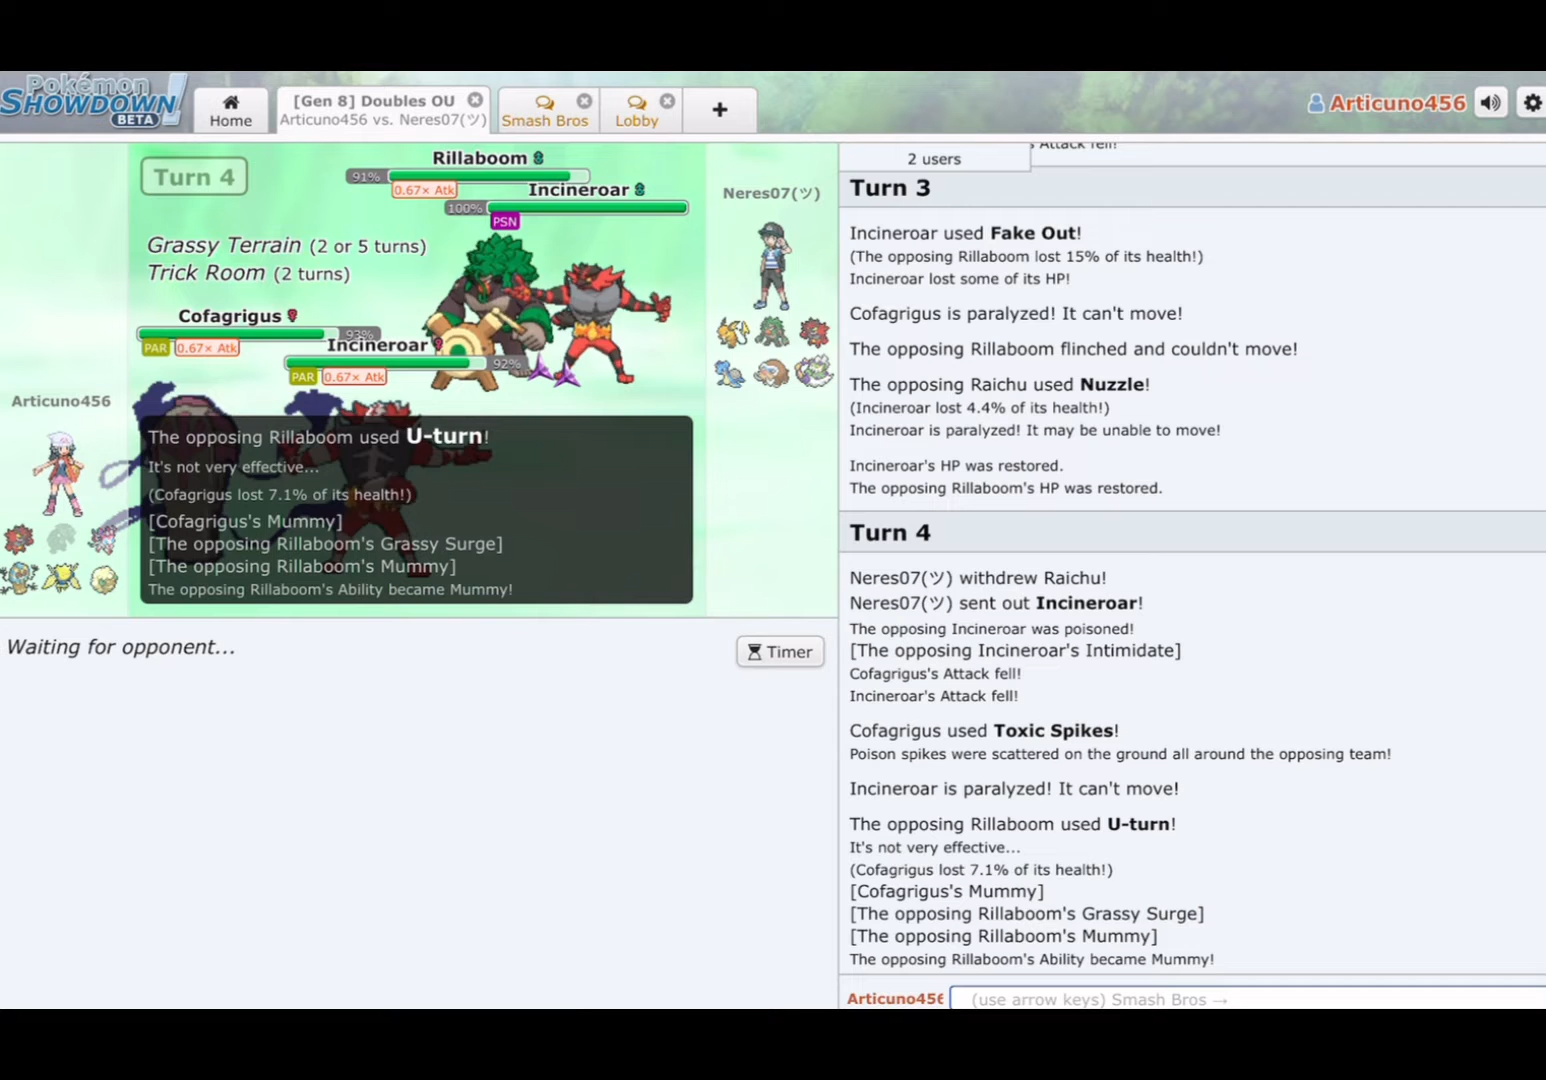 Pokémon
SHOWDOWN!
BETA
Home
[Gen 8] Doubles OU
Articuno456 vs. Neres07(ツ)
Smash Bros
Lobby
+
Articuno456
Turn 4
Rillaboom
91%
0.67× Atk
Incineroar
100%
PSN
Grassy Terrain (2 or 5 turns)
Trick Room (2 turns)
Cofagrigus
93%
PAR 0.67× Atk
Incineroar
92%
PAR 0.67× Atk
Neres07(ツ)
Articuno456
The opposing Rillaboom used U-turn!
It's not very effective...
(Cofagrigus lost 7.1% of its health!)
[Cofagrigus's Mummy]
[The opposing Rillaboom's Grassy Surge]
[The opposing Rillaboom's Mummy]
The opposing Rillaboom's Ability became Mummy!
Waiting for opponent...
Timer
2 users
s Attack fell!
Turn 3
Incineroar used Fake Out!
(The opposing Rillaboom lost 15% of its health!)
Incineroar lost some of its HP!
Cofagrigus is paralyzed! It can't move!
The opposing Rillaboom flinched and couldn't move!
The opposing Raichu used Nuzzle!
(Incineroar lost 4.4% of its health!)
Incineroar is paralyzed! It may be unable to move!
Incineroar's HP was restored.
The opposing Rillaboom's HP was restored.
Turn 4
Neres07(ツ) withdrew Raichu!
Neres07(ツ) sent out Incineroar!
The opposing Incineroar was poisoned!
[The opposing Incineroar's Intimidate]
Cofagrigus's Attack fell!
Incineroar's Attack fell!
Cofagrigus used Toxic Spikes!
Poison spikes were scattered on the ground all around the opposing team!
Incineroar is paralyzed! It can't move!
The opposing Rillaboom used U-turn!
It's not very effective...
(Cofagrigus lost 7.1% of its health!)
[Cofagrigus's Mummy]
[The opposing Rillaboom's Grassy Surge]
[The opposing Rillaboom's Mummy]
The opposing Rillaboom's Ability became Mummy!
Articuno456
(use arrow keys) Smash Bros →